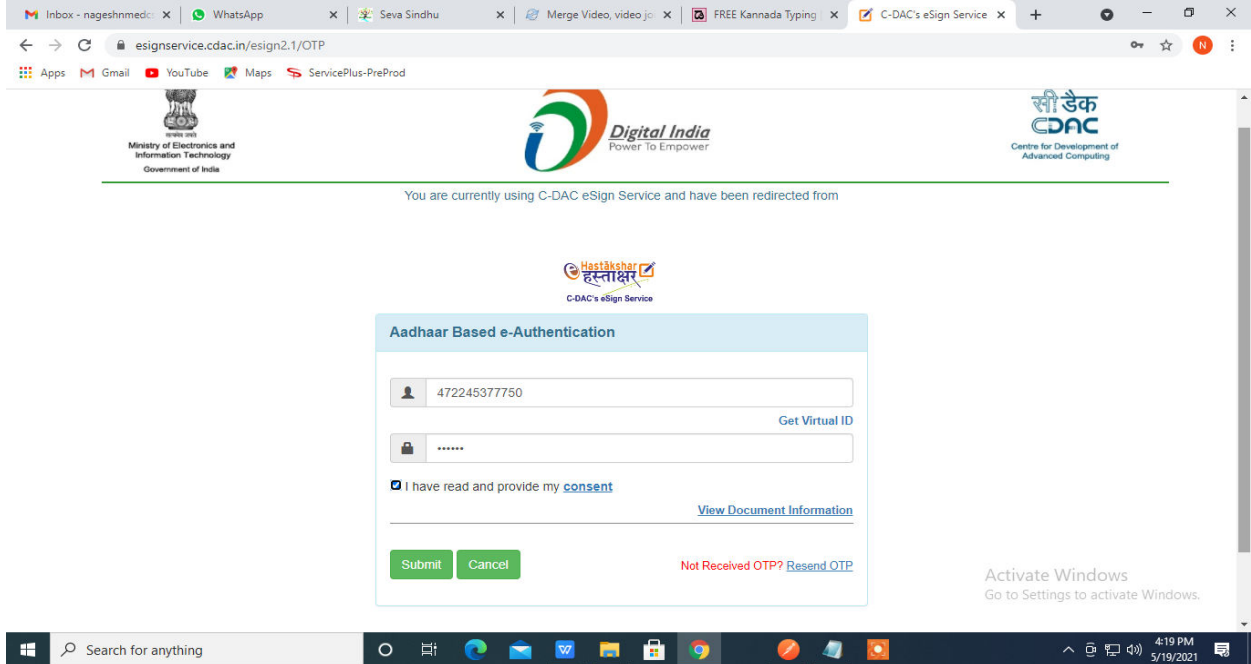 Inbox - nageshnmedc
WhatsApp
Seva Sindhu
Merge Video, video jo
FREE Kannada Typing
C-DAC's eSign Service
esignservice.cdac.in/esign2.1/OTP
N
Apps
Gmail
YouTube
Maps
ServicePlus-PreProd
सत्यमेव जयते
Ministry of Electronics and
Information Technology
Government of India
Digital India
Power To Empower
सी डैक
CDAC
Centre for Development of
Advanced Computing
You are currently using C-DAC eSign Service and have been redirected from
e Hastākshar
हस्ताक्षर
C-DAC's eSign Service
Aadhaar Based e-Authentication
472245377750
Get Virtual ID
••••••
I have read and provide my consent
View Document Information
Submit
Cancel
Not Received OTP? Resend OTP
Activate Windows
Go to Settings to activate Windows.
Search for anything
4:19 PM
5/19/2021